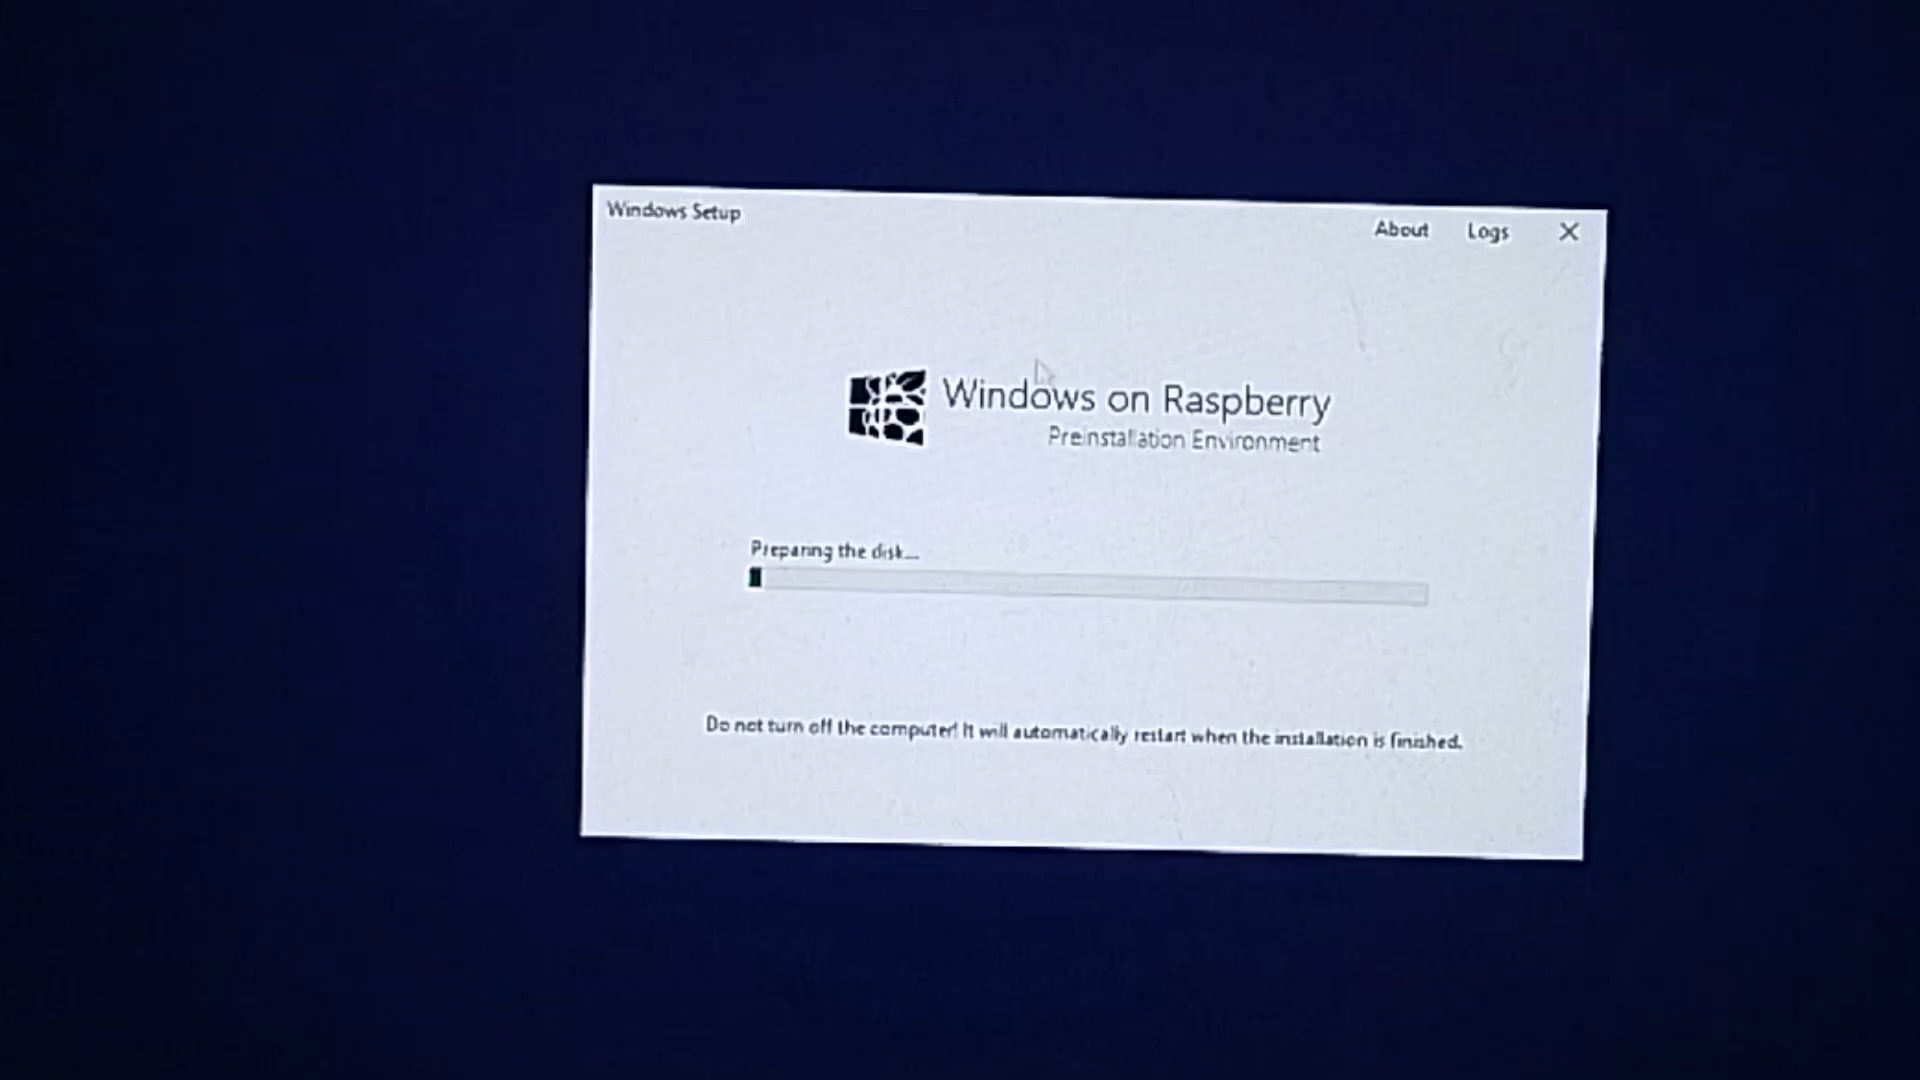 Windows Setup
About Logs
Windows on Raspberry
Preinstallation Environment
Preparing the disk...
Do not turn off the computer! It will automatically restart when the installation is finished.